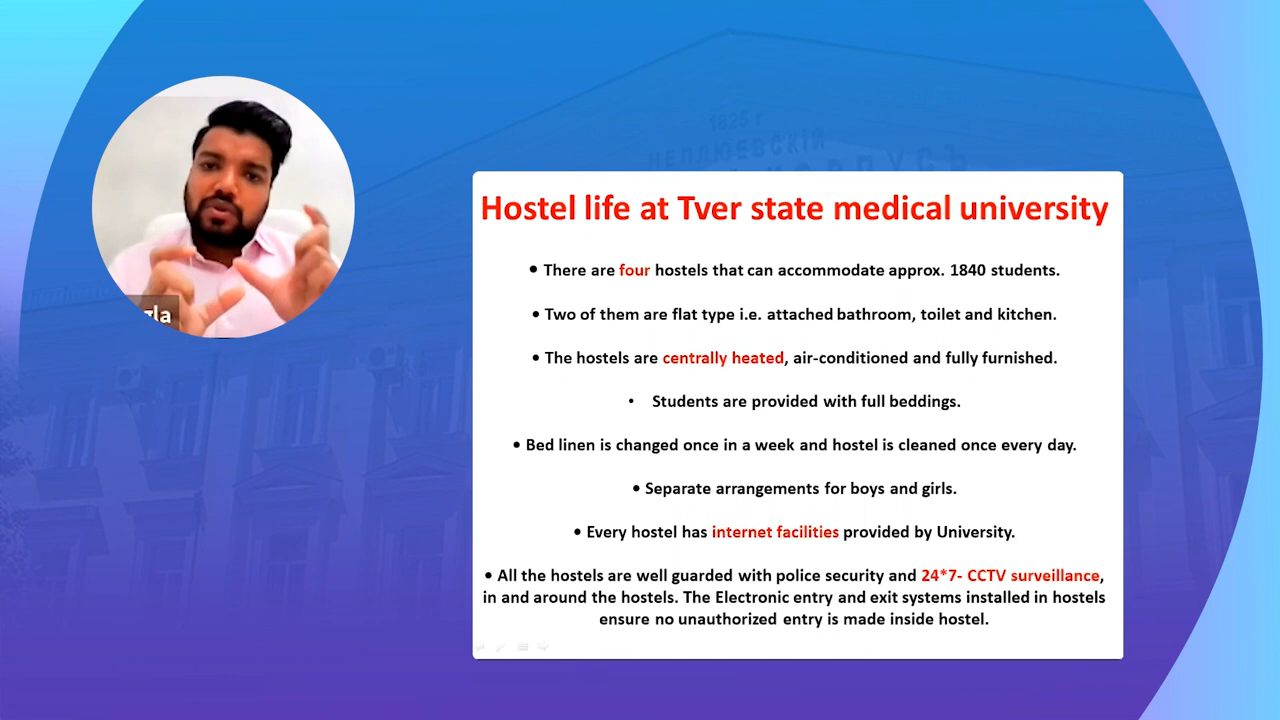 1825 г
НЕПЛЮЕВСКІЯ
Hostel life at Tver state medical university
• There are four hostels that can accommodate approx. 1840 students.
• Two of them are flat type i.e. attached bathroom, toilet and kitchen.
• The hostels are centrally heated, air-conditioned and fully furnished.
• Students are provided with full beddings.
• Bed linen is changed once in a week and hostel is cleaned once every day.
• Separate arrangements for boys and girls.
• Every hostel has internet facilities provided by University.
• All the hostels are well guarded with police security and 24*7- CCTV surveillance,
in and around the hostels. The Electronic entry and exit systems installed in hostels
ensure no unauthorized entry is made inside hostel.